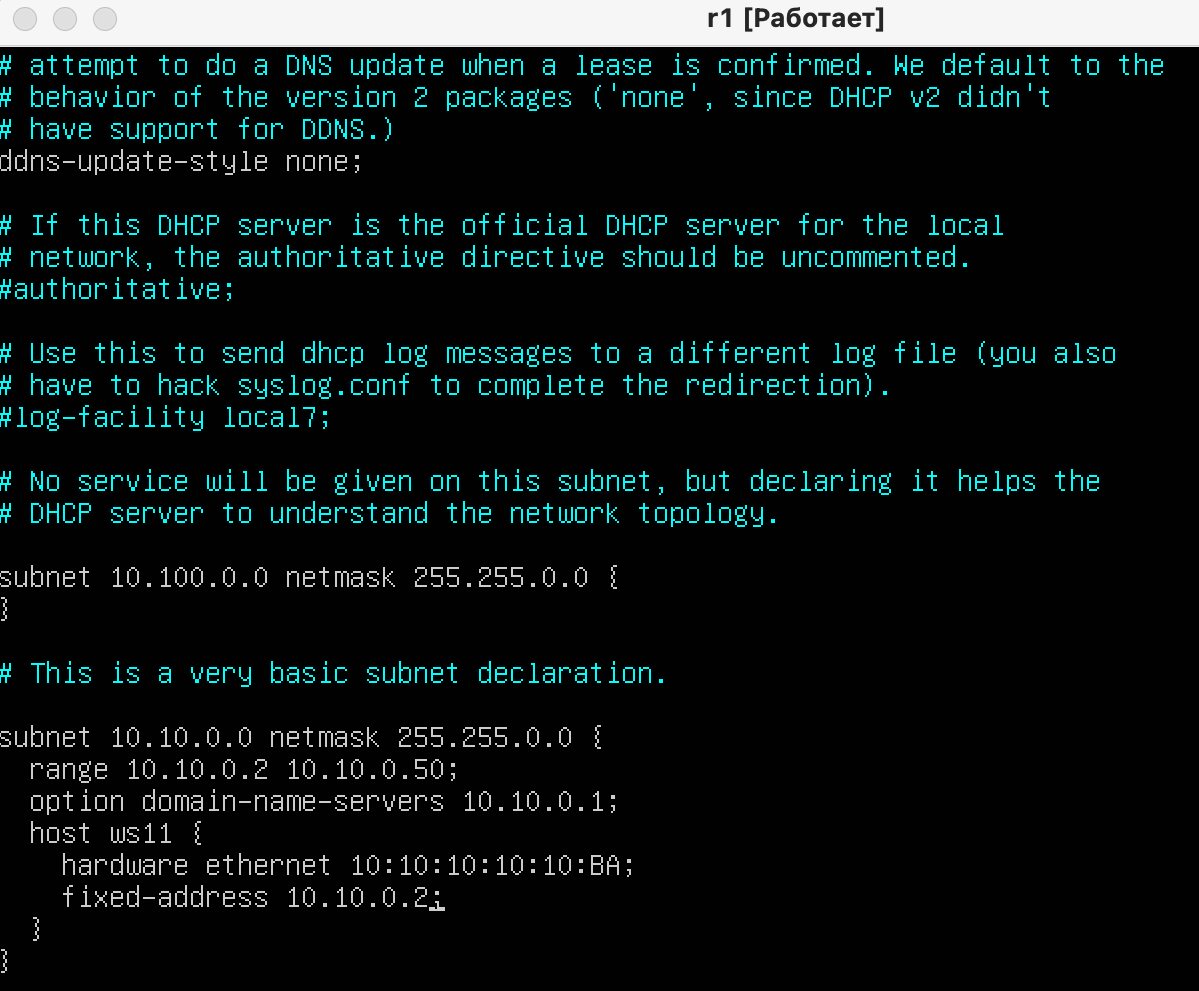 r1 [Работает]
# attempt to do a DNS update when a lease is confirmed. We default to the
# behavior of the version 2 packages ('none', since DHCP v2 didn't
# have support for DDNS.)
ddns-update-style none;
# If this DHCP server is the official DHCP server for the local
# network, the authoritative directive should be uncommented.
#authoritative;
# Use this to send dhcp log messages to a different log file (you also
# have to hack syslog.conf to complete the redirection).
#log-facility local7;
# No service will be given on this subnet, but declaring it helps the
# DHCP server to understand the network topology.
subnet 10.100.0.0 netmask 255.255.0.0 {
}
# This is a very basic subnet declaration.
subnet 10.10.0.0 netmask 255.255.0.0 {
  range 10.10.0.2 10.10.0.50;
  option domain-name-servers 10.10.0.1;
  host ws11 {
    hardware ethernet 10:10:10:10:10:BA;
    fixed-address 10.10.0.2;
  }
}